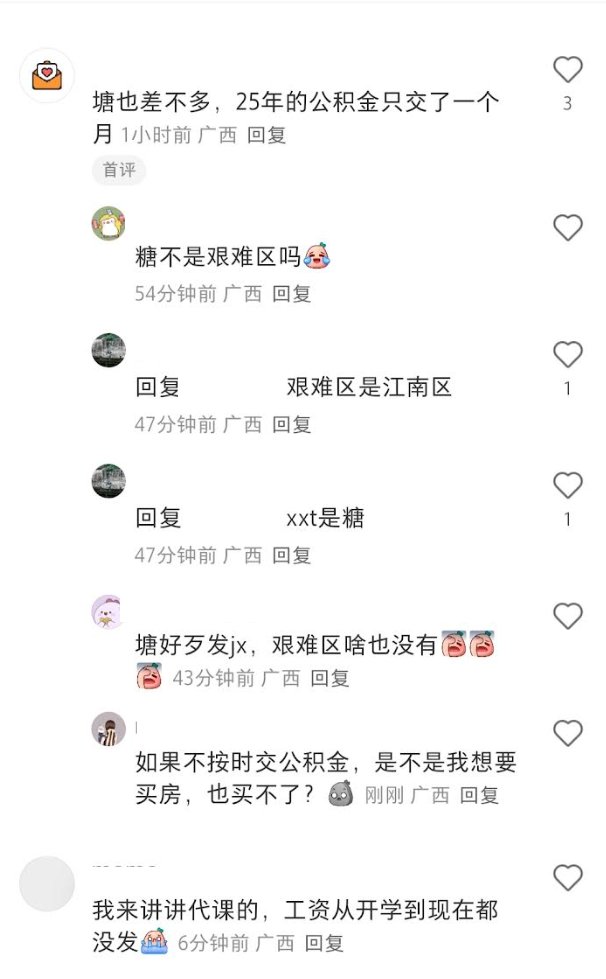 3
塘也差不多，25年的公积金只交了一个
月 1小时前 广西 回复
首评
糖不是艰难区吗
54分钟前 广西 回复
回复 艰难区是江南区
1
47分钟前 广西 回复
回复 xxt是糖
1
47分钟前 广西 回复
塘好歹发jx，艰难区啥也没有
43分钟前 广西 回复
如果不按时交公积金，是不是我想要
买房，也买不了？ 刚刚 广西 回复
我来讲讲代课的，工资从开学到现在都
没发 6分钟前 广西 回复